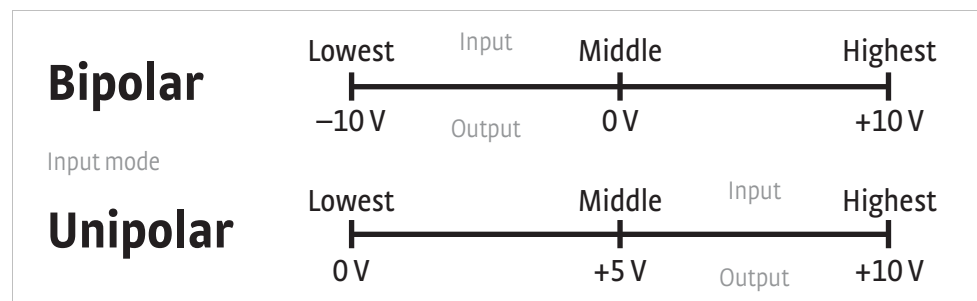 Lowest Input Middle Highest
Bipolar
–10 V Output 0 V +10 V
Input mode
Lowest Middle Input Highest
Unipolar
0 V +5 V Output +10 V